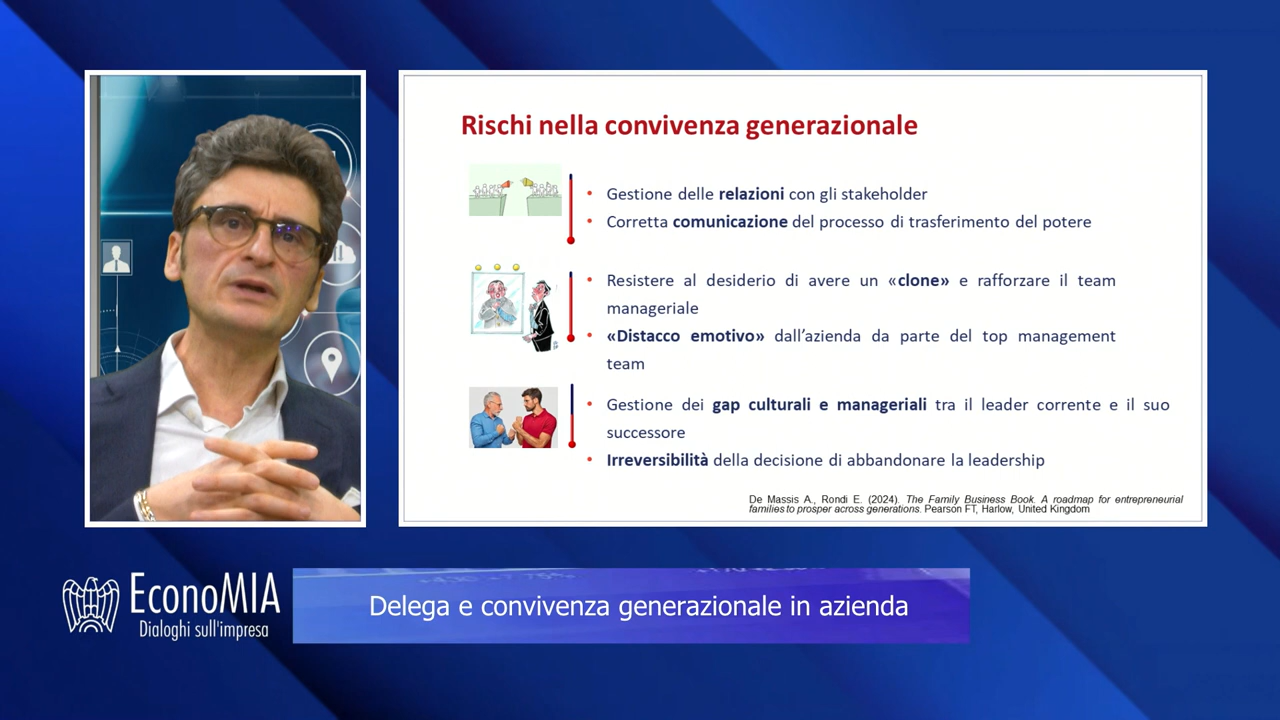 Rischi nella convivenza generazionale
• Gestione delle relazioni con gli stakeholder
• Corretta comunicazione del processo di trasferimento del potere
• Resistere al desiderio di avere un «clone» e rafforzare il team
manageriale
• «Distacco emotivo» dall'azienda da parte del top management
team
• Gestione dei gap culturali e manageriali tra il leader corrente e il suo
successore
• Irreversibilità della decisione di abbandonare la leadership
De Massis A., Rondi E. (2024). The Family Business Book. A roadmap for entrepreneurial
families to prosper across generations. Pearson FT, Harlow, United Kingdom
EconoMIA
Dialoghi sull'impresa
Delega e convivenza generazionale in azienda